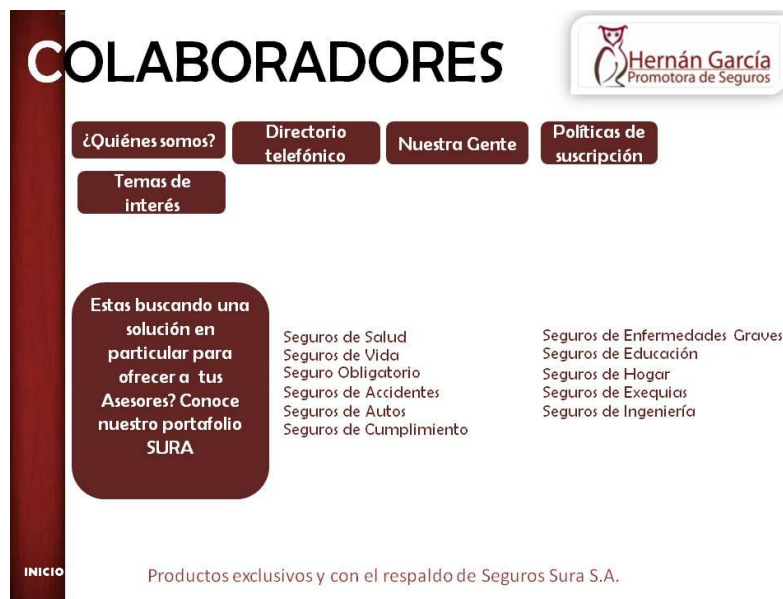 COLABORADORES
Hernán García
Promotora de Seguros
¿Quiénes somos?
Directorio
telefónico
Nuestra Gente
Políticas de
suscripción
Temas de
interés
Estas buscando una
solución en
particular para
ofrecer a tus
Asesores? Conoce
nuestro portafolio
SURA
Seguros de Salud
Seguros de Vida
Seguro Obligatorio
Seguros de Accidentes
Seguros de Autos
Seguros de Cumplimiento
Seguros de Enfermedades Graves
Seguros de Educación
Seguros de Hogar
Seguros de Exequias
Seguros de Ingeniería
INICIO
Productos exclusivos y con el respaldo de Seguros Sura S.A.